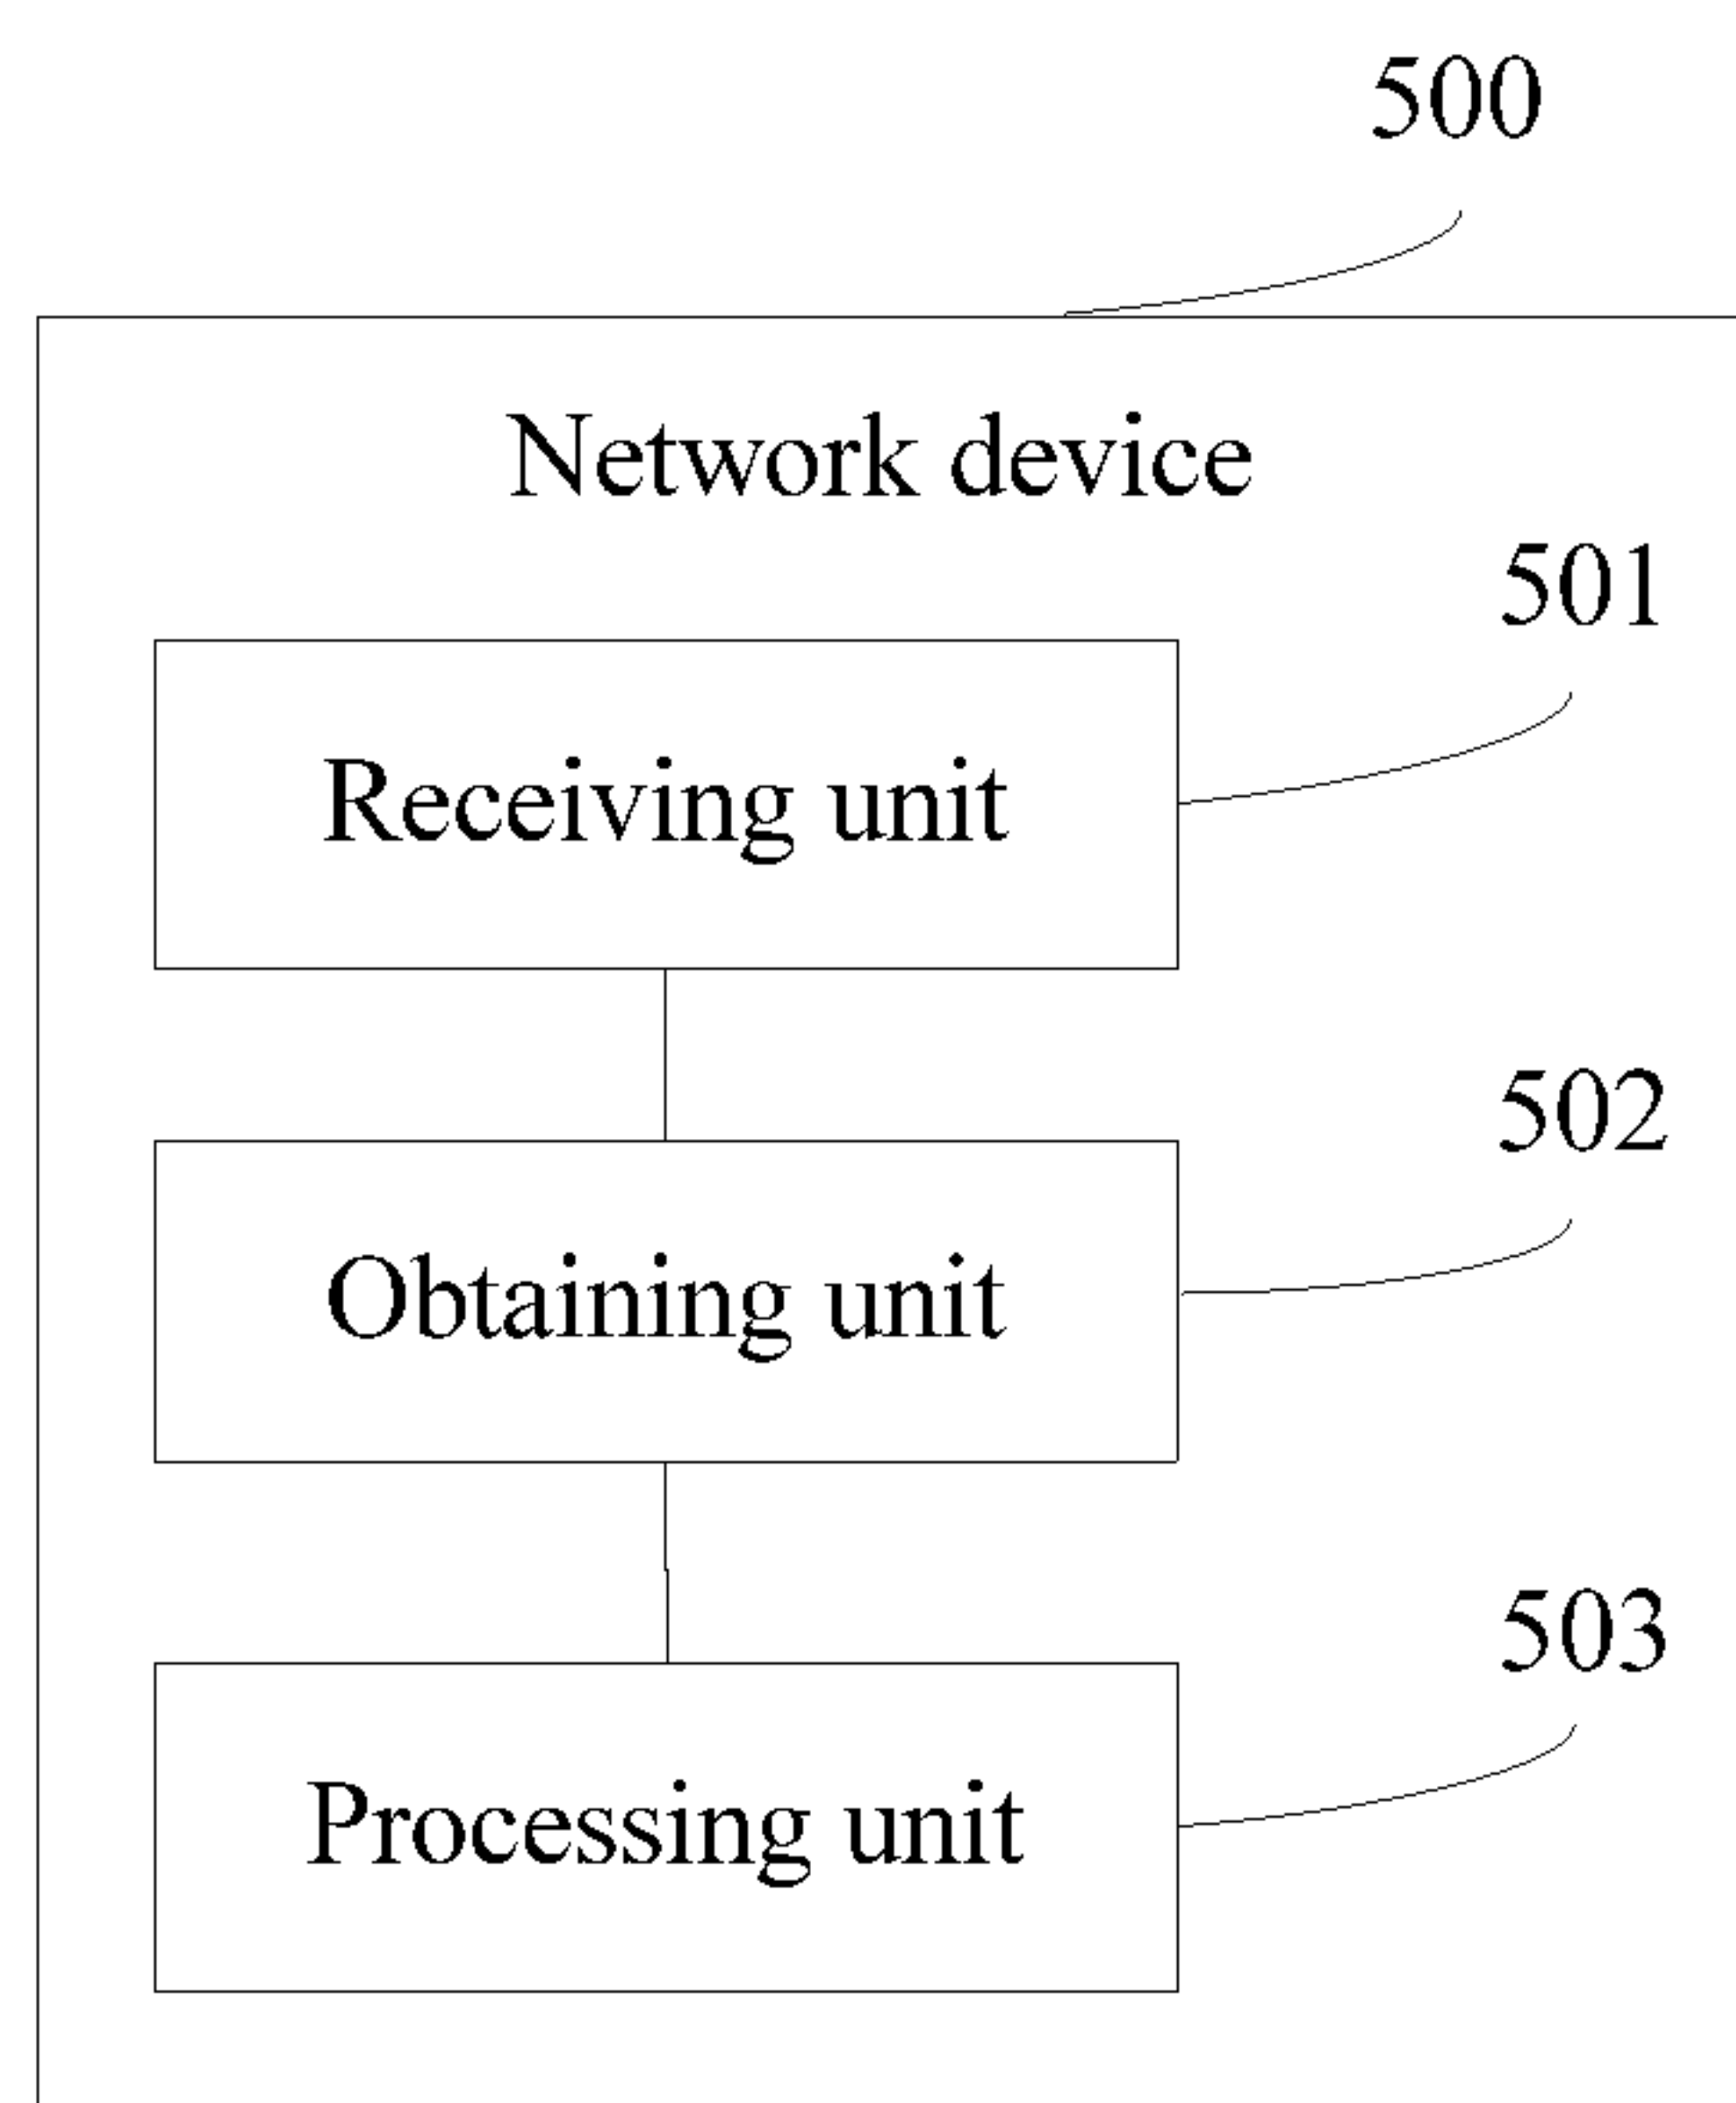 500
Network device
501
Receiving unit
502
Obtaining unit
503
Processing unit